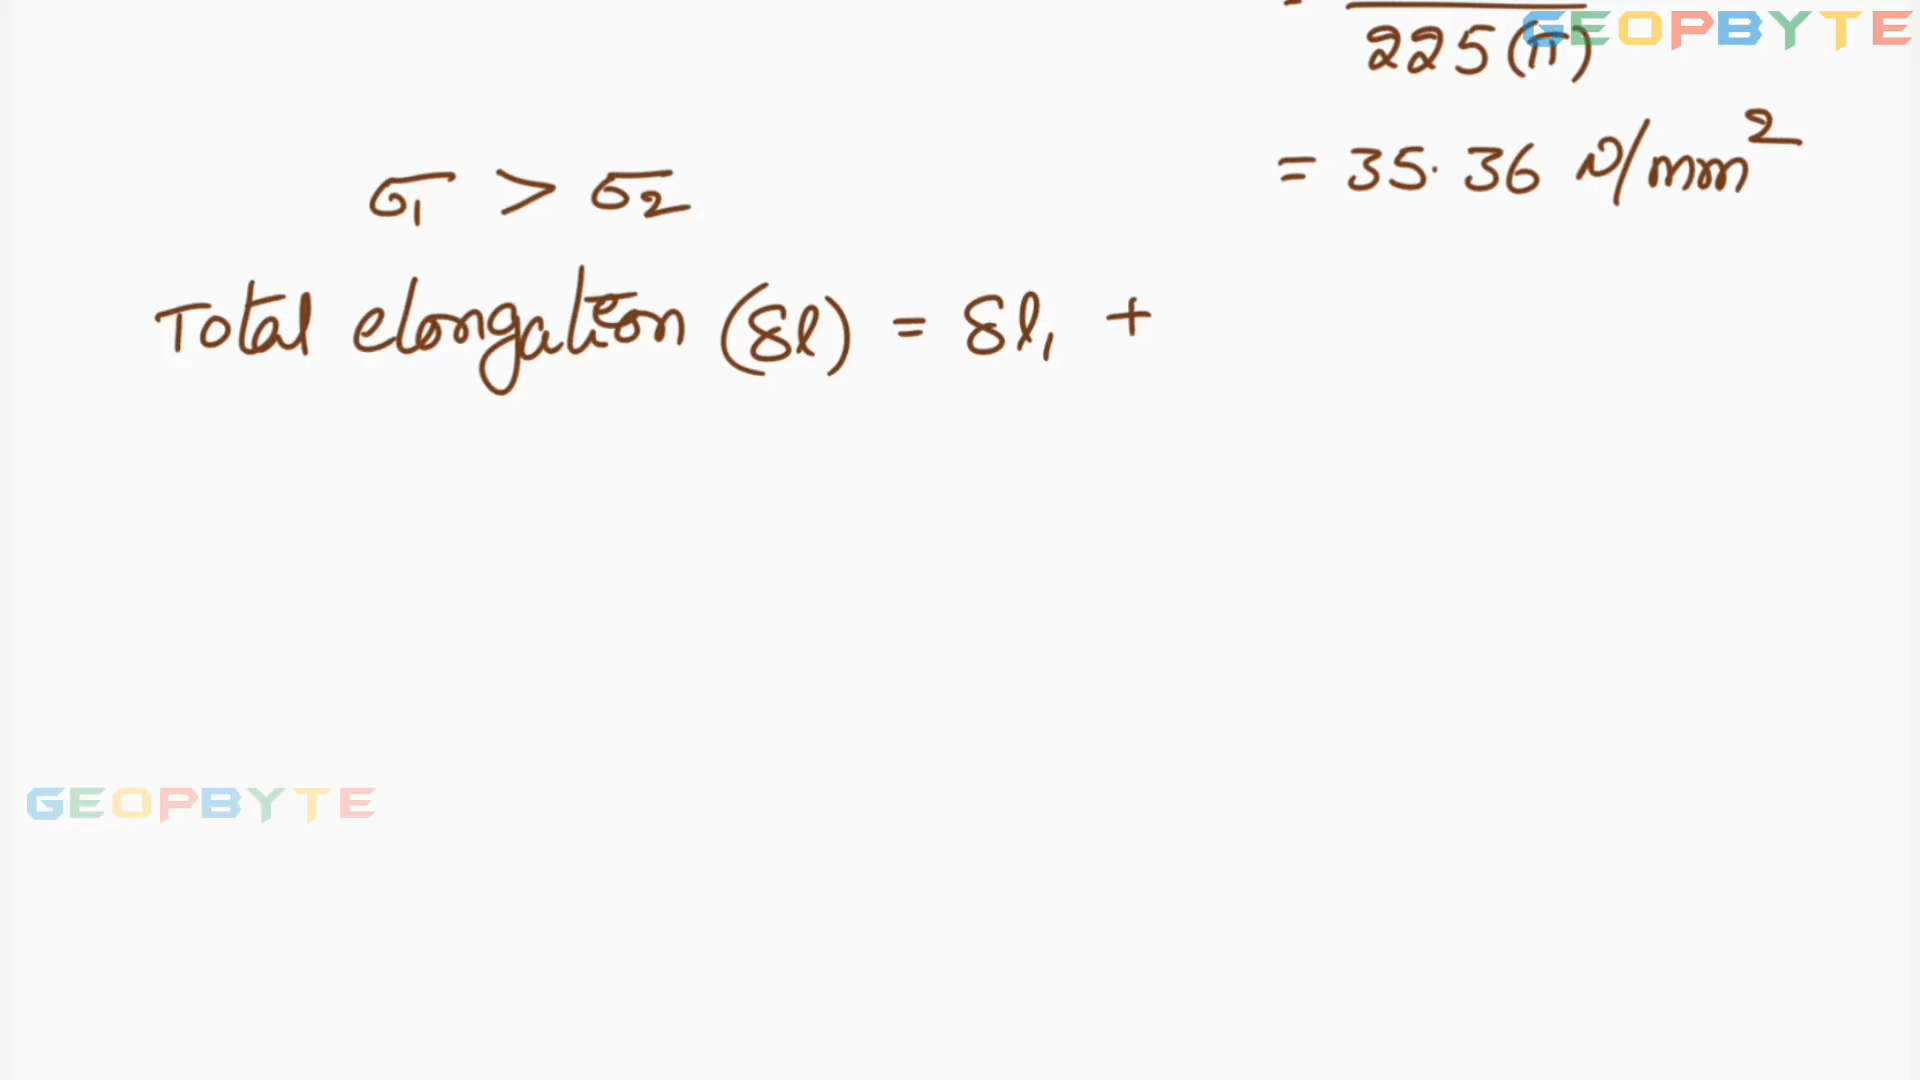 =
225(π)
GEOPBYTE
= 35.36 N/mm²
σ₁ > σ₂
Total elongation (δl) = δl₁ +
GEOPBYTE